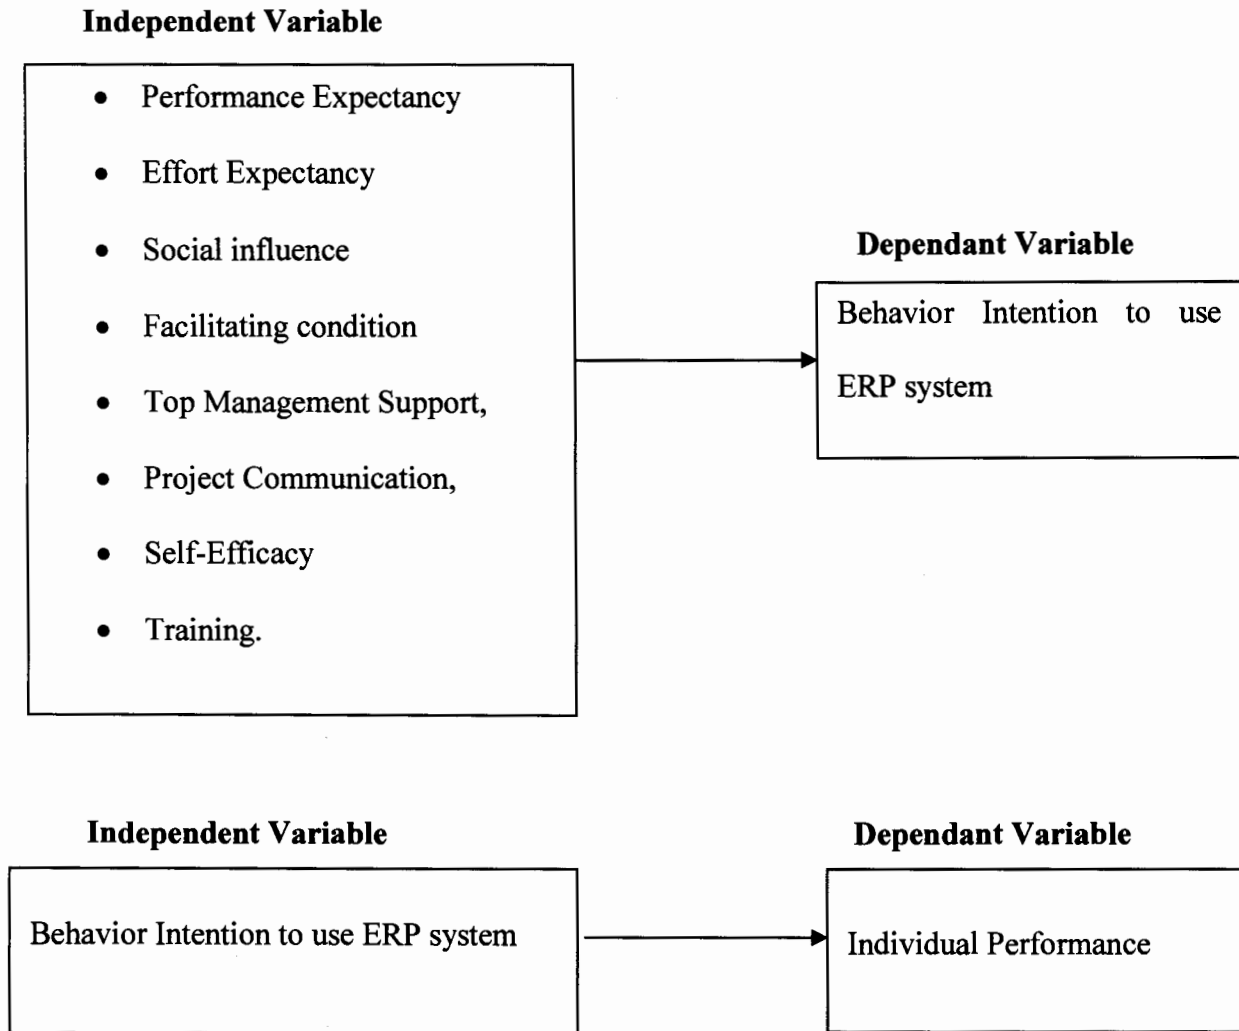 Independent Variable
• Performance Expectancy
• Effort Expectancy
• Social influence
• Facilitating condition
• Top Management Support,
• Project Communication,
• Self-Efficacy
• Training.
Dependant Variable
Behavior Intention to use
ERP system
Independent Variable
Behavior Intention to use ERP system
Dependant Variable
Individual Performance